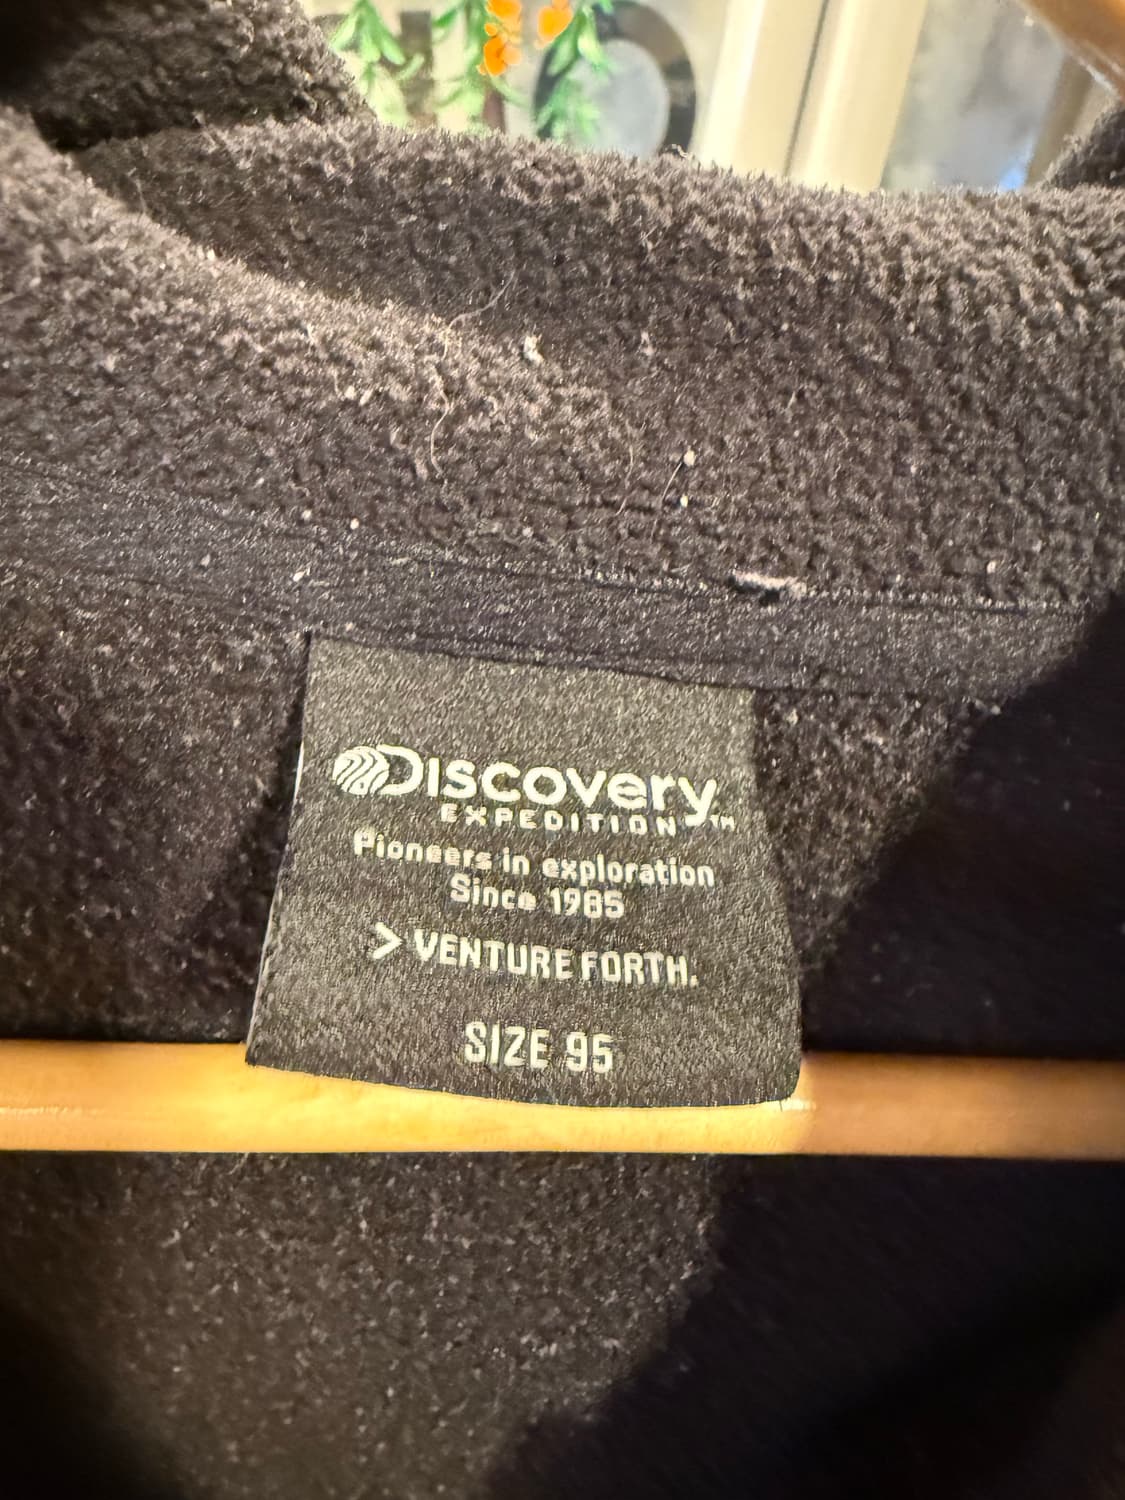 Discovery
EXPEDITION™
Pioneers in exploration
Since 1985
> VENTURE FORTH.
SIZE 95